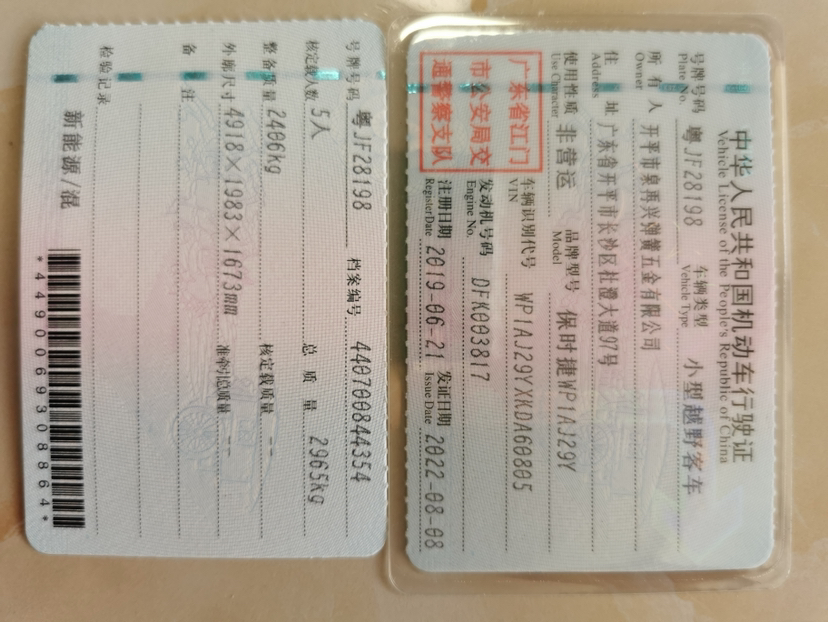 中华人民共和国机动车行驶证
Vehicle License of the People's Republic of China
号牌号码 粤JF28198 车辆类型 小型越野客车
Plate No. Vehicle Type
所有人 开平市泉再兴弹簧五金有限公司
Owner
住址 广东省开平市长沙区杜澄大道97号
Address
使用性质 非营运 品牌型号 保时捷WP1AJ29Y
Use Character Model
广东省江门
市公安局交
通警察支队
车辆识别代号 WP1AJ29YXKDA60805
VIN
发动机号码 DFK003817
Engine No.
注册日期 2019-06-21 发证日期 2022-08-08
Register Date Issue Date
号牌号码 粤JF28198 档案编号 440700844354
核定载人数 5人 总质量 2965kg
整备质量 2406kg 核定载质量 --
外廓尺寸 4918×1983×1673mm 准牵引总质量 --
备注
检验记录
新能源/混
*4490069308864*